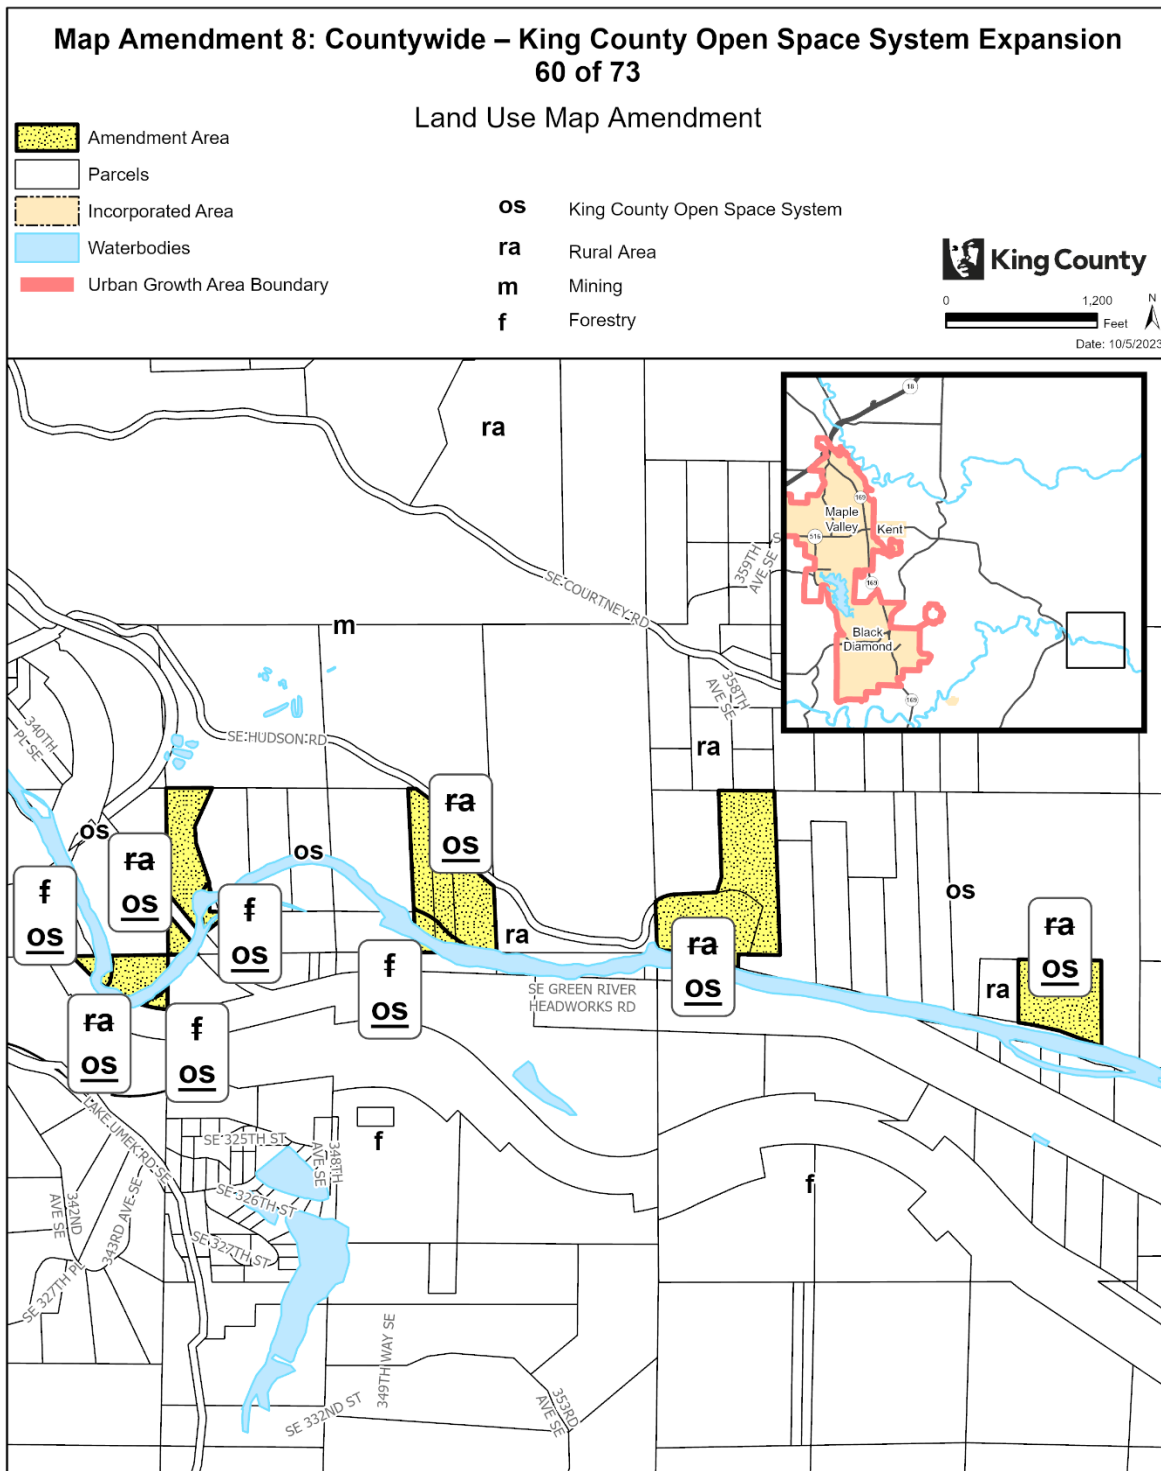 Map Amendment 8: Countywide – King County Open Space System Expansion
60 of 73
Land Use Map Amendment
Amendment Area
Parcels
Incorporated Area
Waterbodies
Urban Growth Area Boundary
os King County Open Space System
ra Rural Area
m Mining
f Forestry
King County
0 1,200
Feet
N
Date: 10/5/2023
18
169
Maple
Valley
Kent
516
169
Black
Diamond
169
ra
359TH
AVE SE
S
SE COURTNEY RD
m
358TH
AVE SE
ra
340TH
PL SE
SE HUDSON RD
os
ra
os
f
os
os
f
os
ra
os
ra
f
os
ra
os
os
ra
ra
os
SE GREEN RIVER
HEADWORKS RD
ra
os
f
os
LAKE UMEK RD SE
SE 325TH ST
348TH
AVE SE
f
f
SE 326TH ST
342ND
AVE SE
343RD AVE SE
SE 327TH ST
SE 327TH PL
349TH WAY SE
SE 332ND ST
353RD
AVE SE